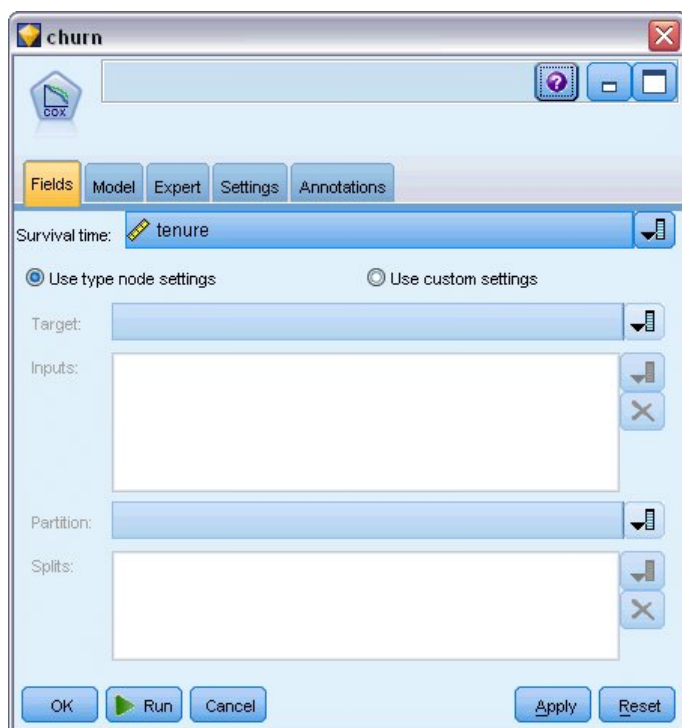 churn
COX
Fields Model Expert Settings Annotations
Survival time: tenure
Use type node settings Use custom settings
Target:
Inputs:
Partition:
Splits:
OK Run Cancel Apply Reset